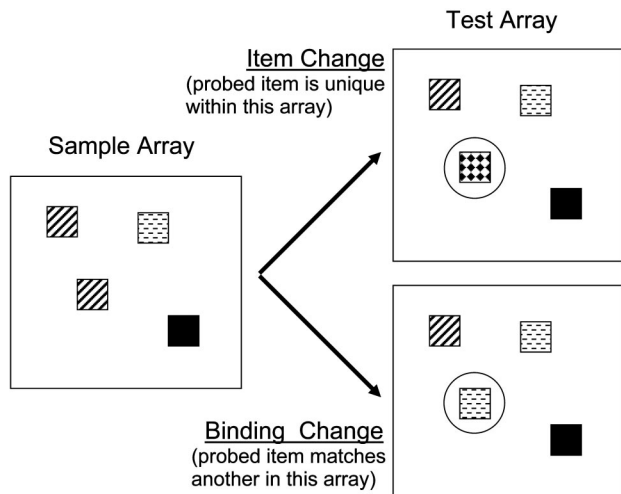 Test Array
Item Change
(probed item is unique
within this array)
Sample Array
Binding Change
(probed item matches
another in this array)